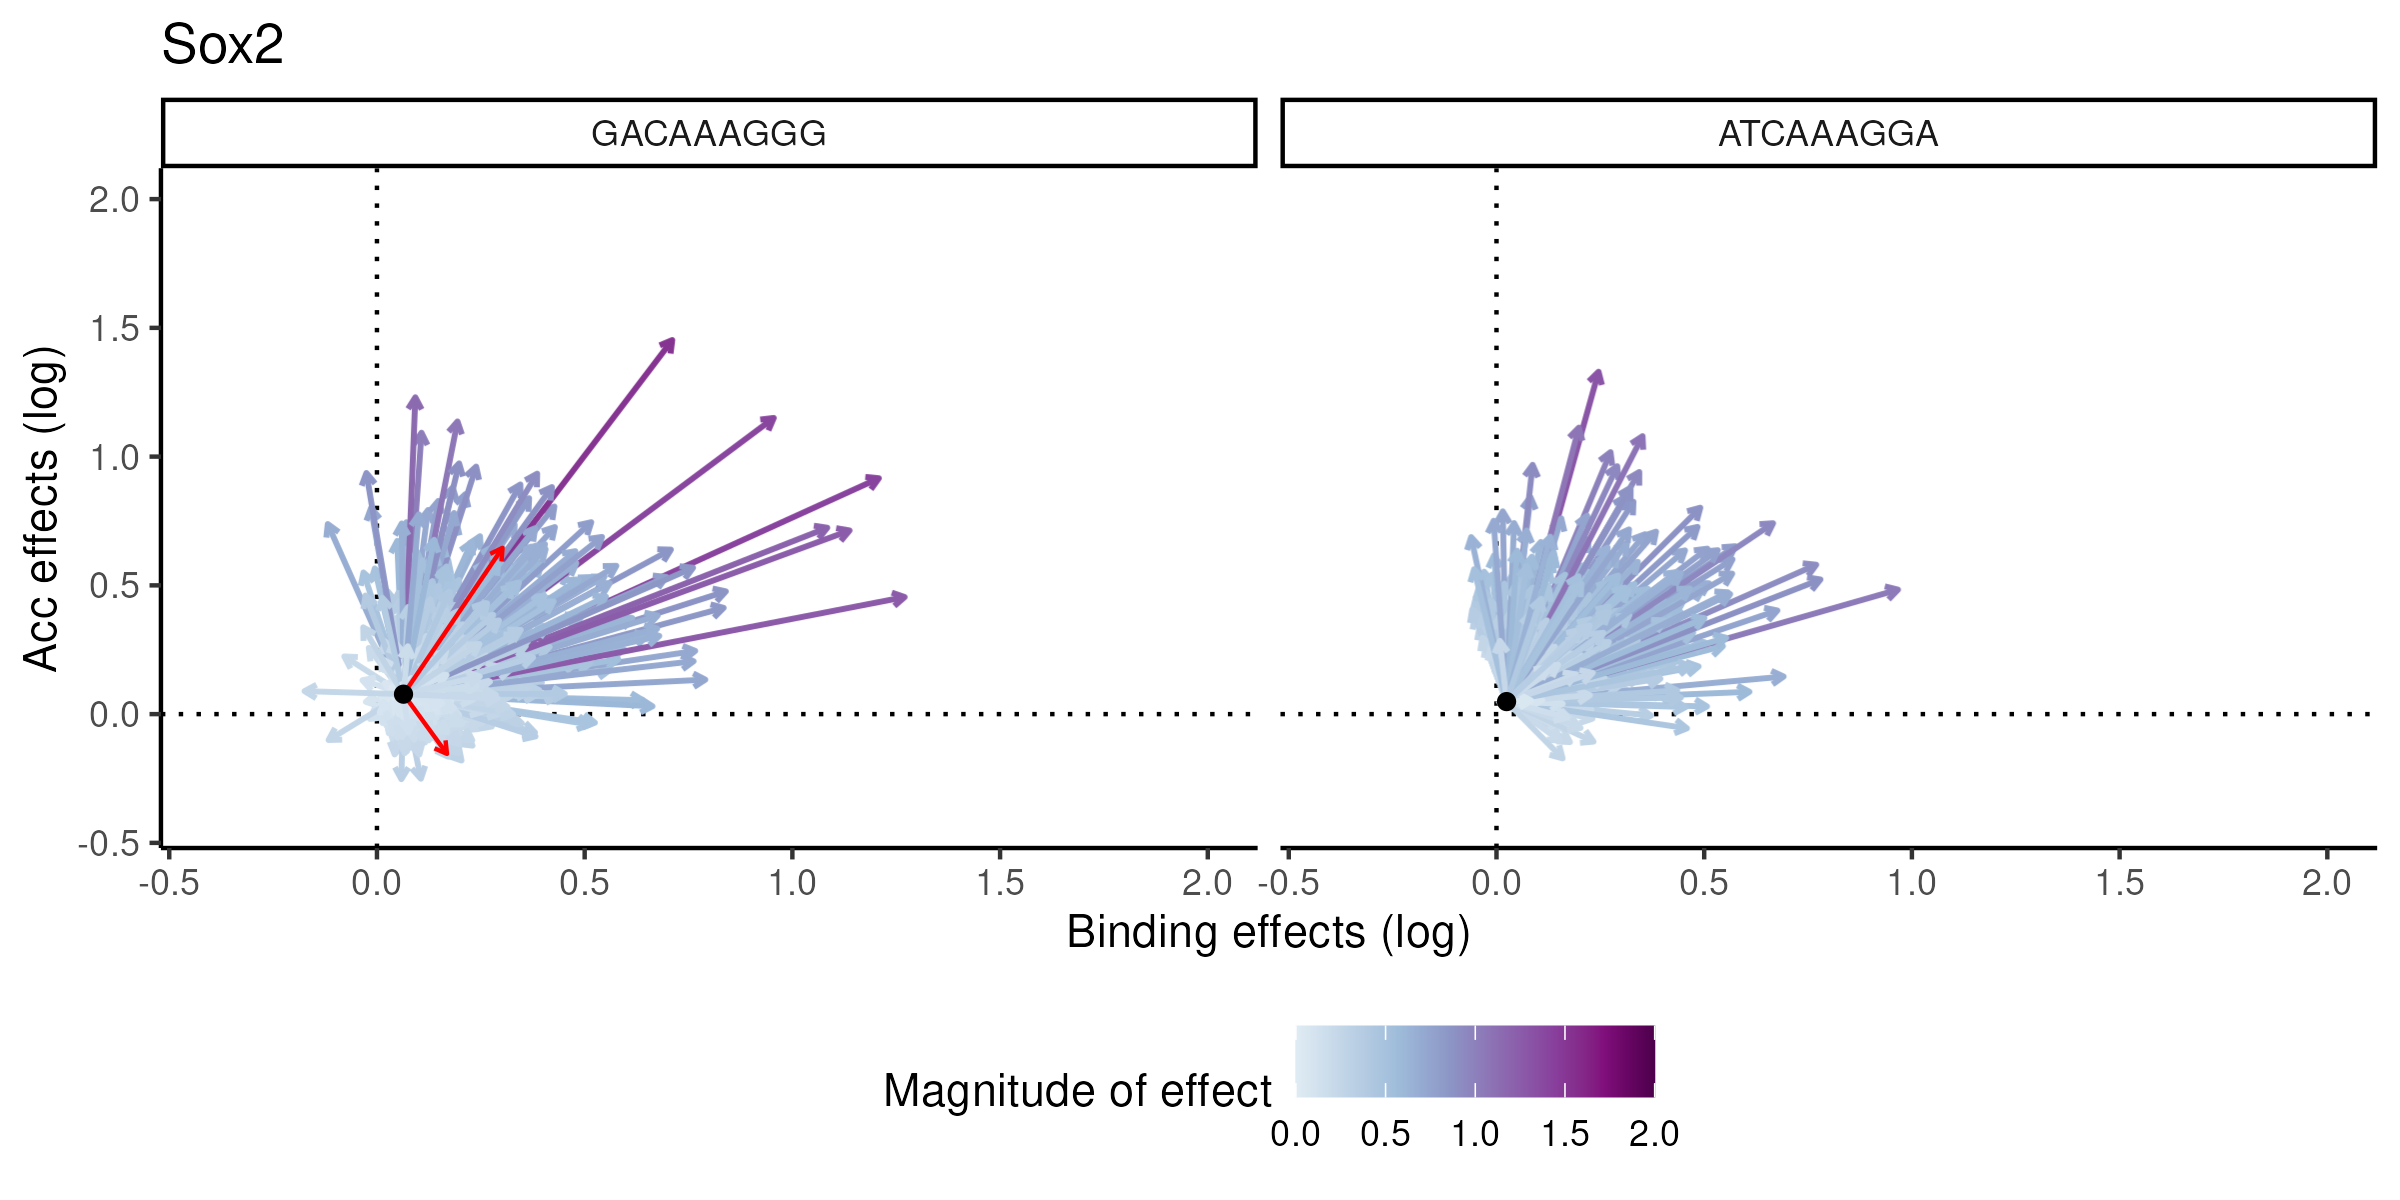 Sox2
GACAAAGGG
ATCAAAGGA
Acc effects (log)
2.0
1.5
1.0
0.5
0.0
-0.5
-0.5 0.0 0.5 1.0 1.5 2.0
-0.5 0.0 0.5 1.0 1.5 2.0
Binding effects (log)
Magnitude of effect
0.0 0.5 1.0 1.5 2.0